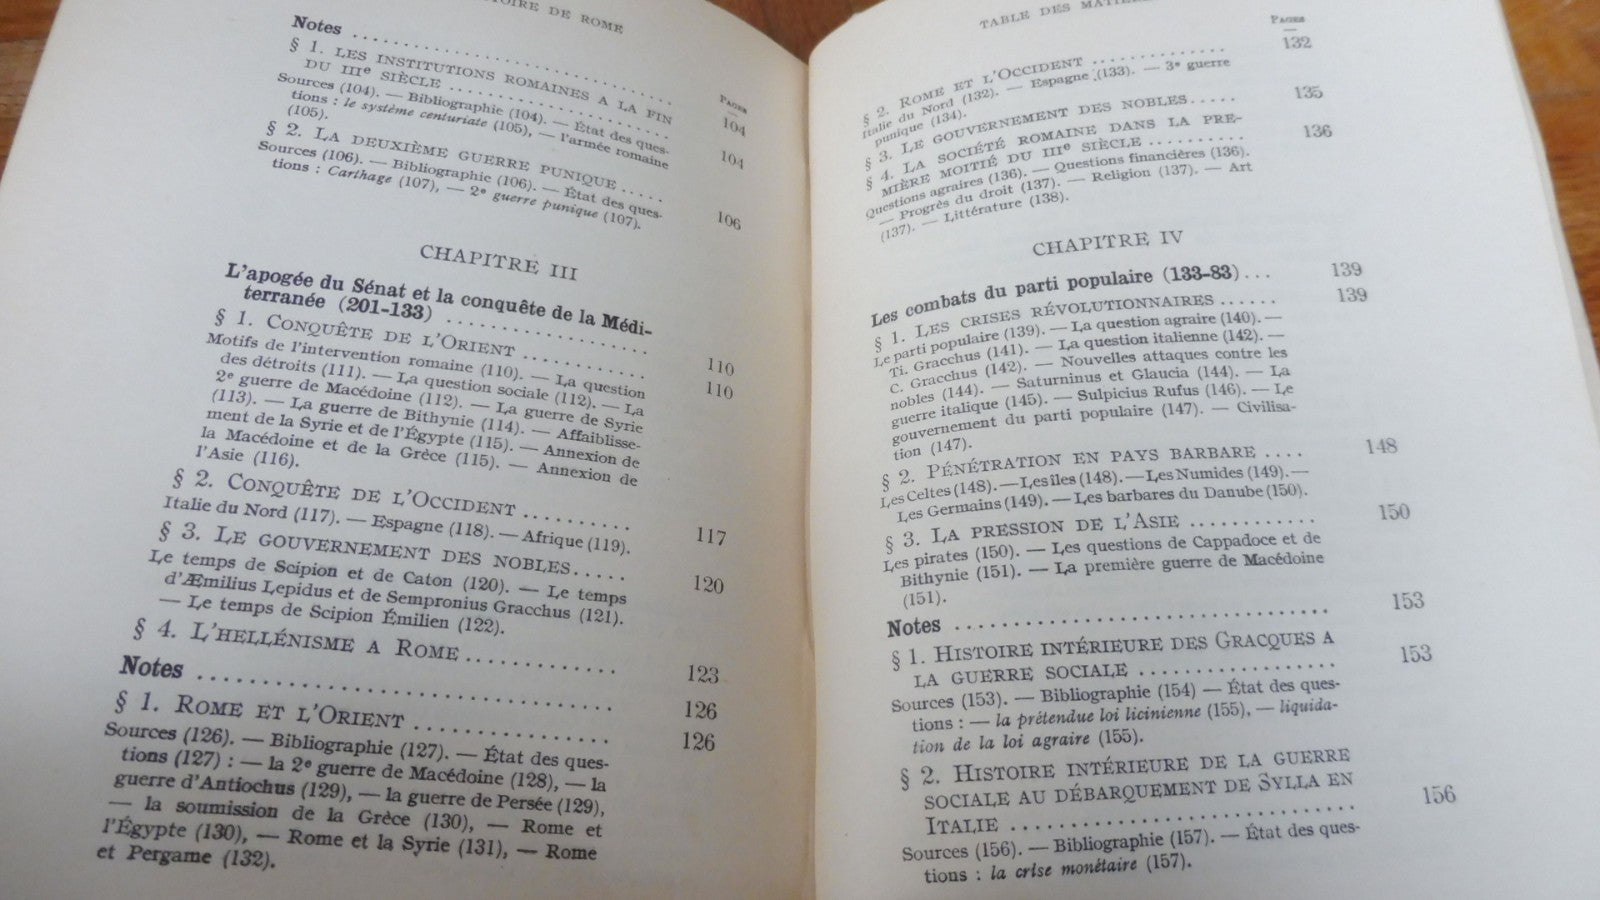 OIRE DE ROME
Pages
Notes .................... 104
§ 1. LES INSTITUTIONS ROMAINES A LA FIN
DU IIIe SIÈCLE .................... 104
Sources (104). — Bibliographie (104). — État des ques-
tions : le système centuriate (105), — l'armée romaine
(105).
§ 2. LA DEUXIÈME GUERRE PUNIQUE ..... 106
Sources (106). — Bibliographie (106). — État des ques-
tions : Carthage (107), — 2e guerre punique (107).
CHAPITRE III
L'apogée du Sénat et la conquête de la Médi-
terranée (201-133) .................... 110
§ 1. CONQUÊTE DE L'ORIENT .......... 110
Motifs de l'intervention romaine (110). — La question
des détroits (111). — La question sociale (112). — La
2e guerre de Macédoine (112). — La guerre de Syrie
(113). — La guerre de Bithynie (114). — Affaiblisse-
ment de la Syrie et de l'Égypte (115). — Annexion de
la Macédoine et de la Grèce (115). — Annexion de
l'Asie (116).
§ 2. CONQUÊTE DE L'OCCIDENT ......... 117
Italie du Nord (117). — Espagne (118). — Afrique (119).
§ 3. LE GOUVERNEMENT DES NOBLES ..... 120
Le temps de Scipion et de Caton (120). — Le temps
d'Æmilius Lepidus et de Sempronius Gracchus (121).
— Le temps de Scipion Émilien (122).
§ 4. L'HELLÉNISME A ROME ............ 123
Notes .................... 126
§ 1. ROME ET L'ORIENT .............. 126
Sources (126). — Bibliographie (127). — État des ques-
tions (127) : — la 2e guerre de Macédoine (128), — la
guerre d'Antiochus (129), — la guerre de Persée (129),
— la soumission de la Grèce (130), — Rome et
l'Égypte (130), — Rome et la Syrie (131), — Rome
et Pergame (132).
TABLE DES MATIÈ
Pages
§ 2. ROME ET L'OCCIDENT .......... 132
Italie du Nord (132). — Espagne (133). — 3e guerre
punique (134).
§ 3. LE GOUVERNEMENT DES NOBLES ..... 135
§ 4. LA SOCIÉTÉ ROMAINE DANS LA PRE-
MIÈRE MOITIÉ DU IIIe SIÈCLE .......... 136
Questions agraires (136). — Questions financières (136).
— Progrès du droit (137). — Religion (137). — Art
(137). — Littérature (138).
CHAPITRE IV
Les combats du parti populaire (133-83) ... 139
§ 1. LES CRISES RÉVOLUTIONNAIRES ...... 139
Le parti populaire (139). — La question agraire (140). —
Ti. Gracchus (141). — La question italienne (142). —
C. Gracchus (142). — Nouvelles attaques contre les
nobles (144). — Saturninus et Glaucia (144). — La
guerre italique (145). — Sulpicius Rufus (146). — Le
gouvernement du parti populaire (147). — Civilisa-
tion (147).
§ 2. PÉNÉTRATION EN PAYS BARBARE .... 148
Les Celtes (148). — Les îles (148). — Les Numides (149). —
Les Germains (149). — Les barbares du Danube (150).
§ 3. LA PRESSION DE L'ASIE ............ 150
Les pirates (150). — Les questions de Cappadoce et de
Bithynie (151). — La première guerre de Macédoine
(151).
Notes .................... 153
§ 1. HISTOIRE INTÉRIEURE DES GRACQUES A
LA GUERRE SOCIALE .................. 153
Sources (153). — Bibliographie (154) — État des ques-
tions : — la prétendue loi licinienne (155), — liquida-
tion de la loi agraire (155).
§ 2. HISTOIRE INTÉRIEURE DE LA GUERRE
SOCIALE AU DÉBARQUEMENT DE SYLLA EN
ITALIE .................... 156
Sources (156). — Bibliographie (157). — État des ques-
tions : la crise monétaire (157).